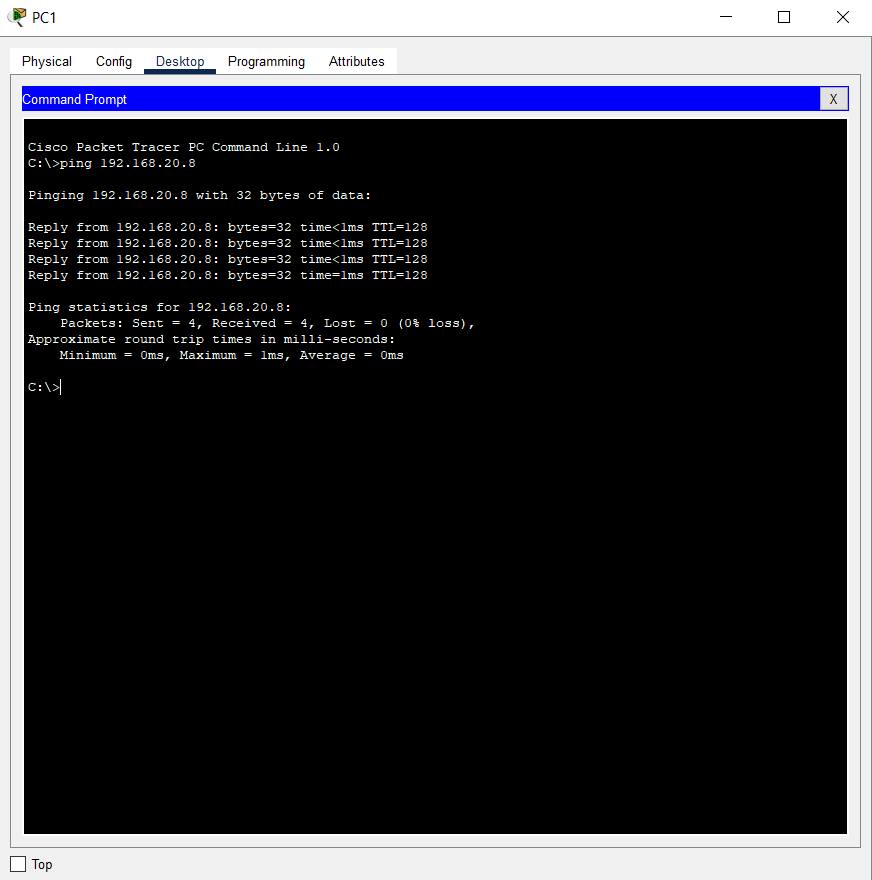 PC1
Physical Config Desktop Programming Attributes
Command Prompt X
Cisco Packet Tracer PC Command Line 1.0
C:\>ping 192.168.20.8
Pinging 192.168.20.8 with 32 bytes of data:
Reply from 192.168.20.8: bytes=32 time<1ms TTL=128
Reply from 192.168.20.8: bytes=32 time<1ms TTL=128
Reply from 192.168.20.8: bytes=32 time<1ms TTL=128
Reply from 192.168.20.8: bytes=32 time=1ms TTL=128
Ping statistics for 192.168.20.8:
    Packets: Sent = 4, Received = 4, Lost = 0 (0% loss),
Approximate round trip times in milli-seconds:
    Minimum = 0ms, Maximum = 1ms, Average = 0ms
C:\>
Top